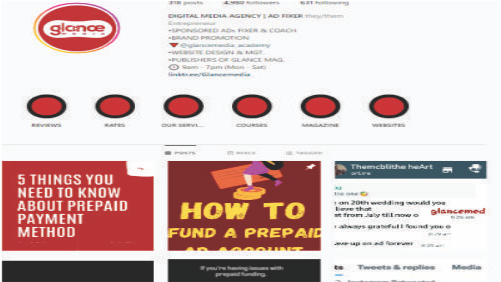 glance
MEDIA
318 posts 4,980 followers 631 following
DIGITAL MEDIA AGENCY | AD FIXER they/them
Entrepreneur
•SPONSORED ADs FIXER & COACH
•BRAND PROMOTION
@glancemedia_academy
•WEBSITE DESIGN & MGT.
•PUBLISHERS OF GLANCE MAG.
9am - 7pm (Mon - Sat)
linktr.ee/Glancemedia
REVIEWS RATES OUR SERVI... COURSES MAGAZINE WEBSITES
POSTS REELS TAGGED
5 THINGS YOU
NEED TO KNOW
ABOUT PREPAID
PAYMENT
METHOD
HOW TO
FUND A PREPAID
AD ACCOUNT
If you're having issues with
prepaid funding.
Themcblithe heArt
on 20th wedding would you
lieve that
et from July till now o
glancemed
always grateful I found you o
ave-up on ad forever
ts Tweets & replies Media